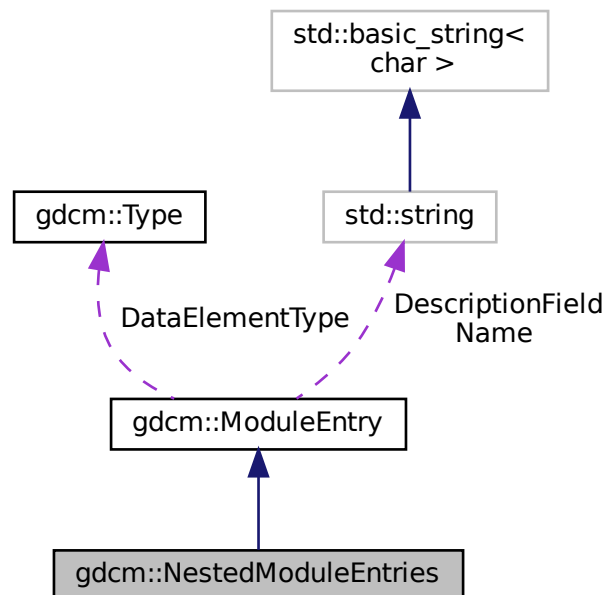 std::basic_string<
char >
gdcm::Type
std::string
DataElementType
DescriptionField
Name
gdcm::ModuleEntry
gdcm::NestedModuleEntries